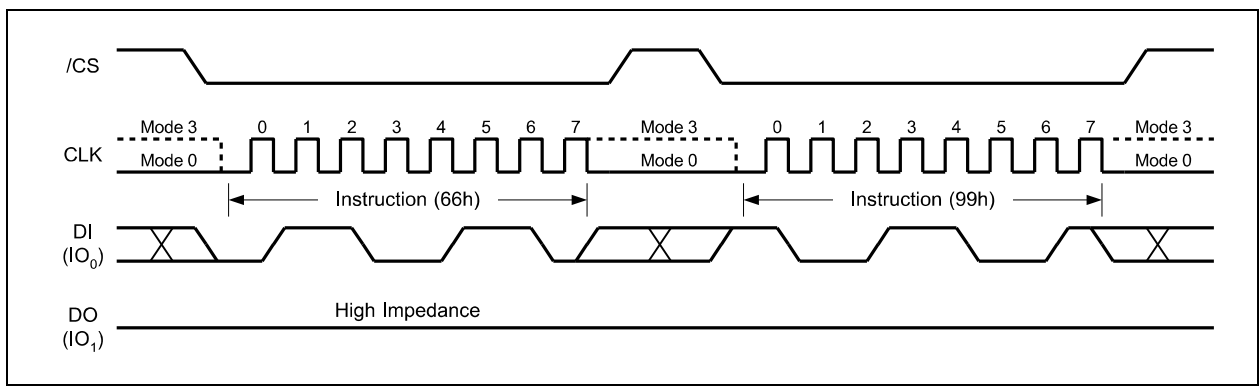 /CS
Mode 3 0 1 2 3 4 5 6 7 Mode 3 0 1 2 3 4 5 6 7 Mode 3
CLK
Mode 0 Mode 0 Mode 0
Instruction (66h) Instruction (99h)
DI
(IO₀)
High Impedance
DO
(IO₁)